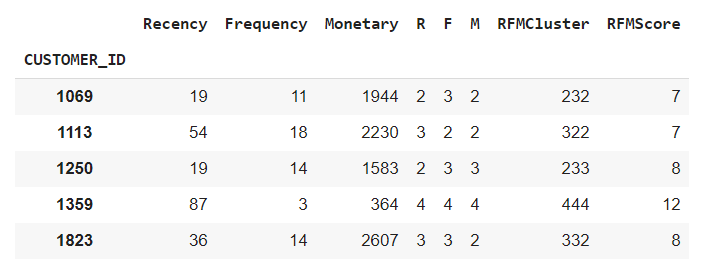 Recency Frequency Monetary R F M RFMCluster RFMScore
CUSTOMER_ID
1069 19 11 1944 2 3 2 232 7
1113 54 18 2230 3 2 2 322 7
1250 19 14 1583 2 3 3 233 8
1359 87 3 364 4 4 4 444 12
1823 36 14 2607 3 3 2 332 8